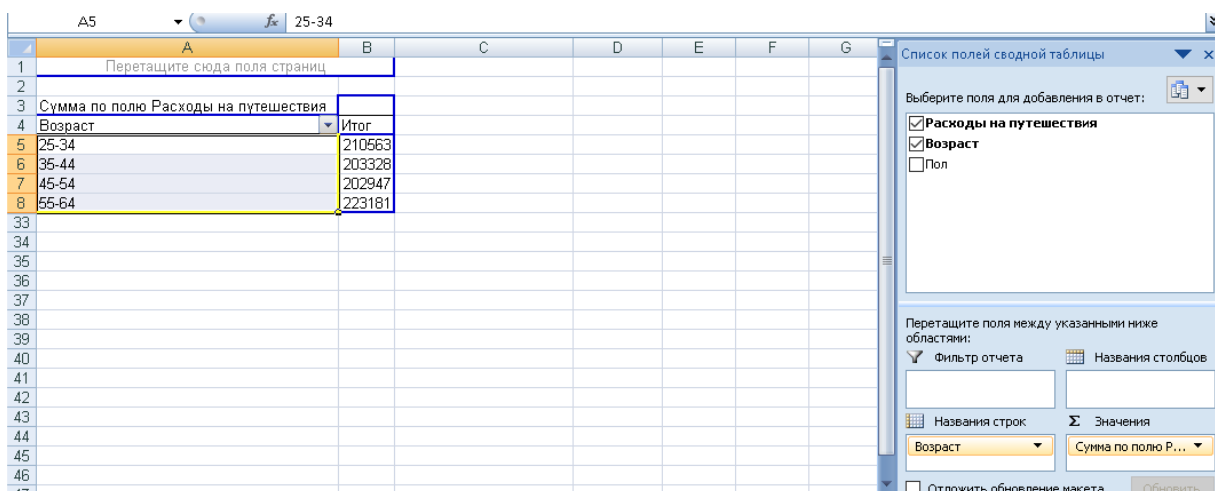 A5 fx 25-34
A B C D E F G
1 Перетащите сюда поля страниц
2
3 Сумма по полю Расходы на путешествия
4 Возраст Итог
5 25-34 210563
6 35-44 203328
7 45-54 202947
8 55-64 223181
33
34
35
36
37
38
39
40
41
42
43
44
45
46
47
Список полей сводной таблицы
Выберите поля для добавления в отчет:
Расходы на путешествия
Возраст
Пол
Перетащите поля между указанными ниже
областями:
Фильтр отчета Названия столбцов
Названия строк Σ Значения
Возраст Сумма по полю Р...
Отложить обновление макета Обновить